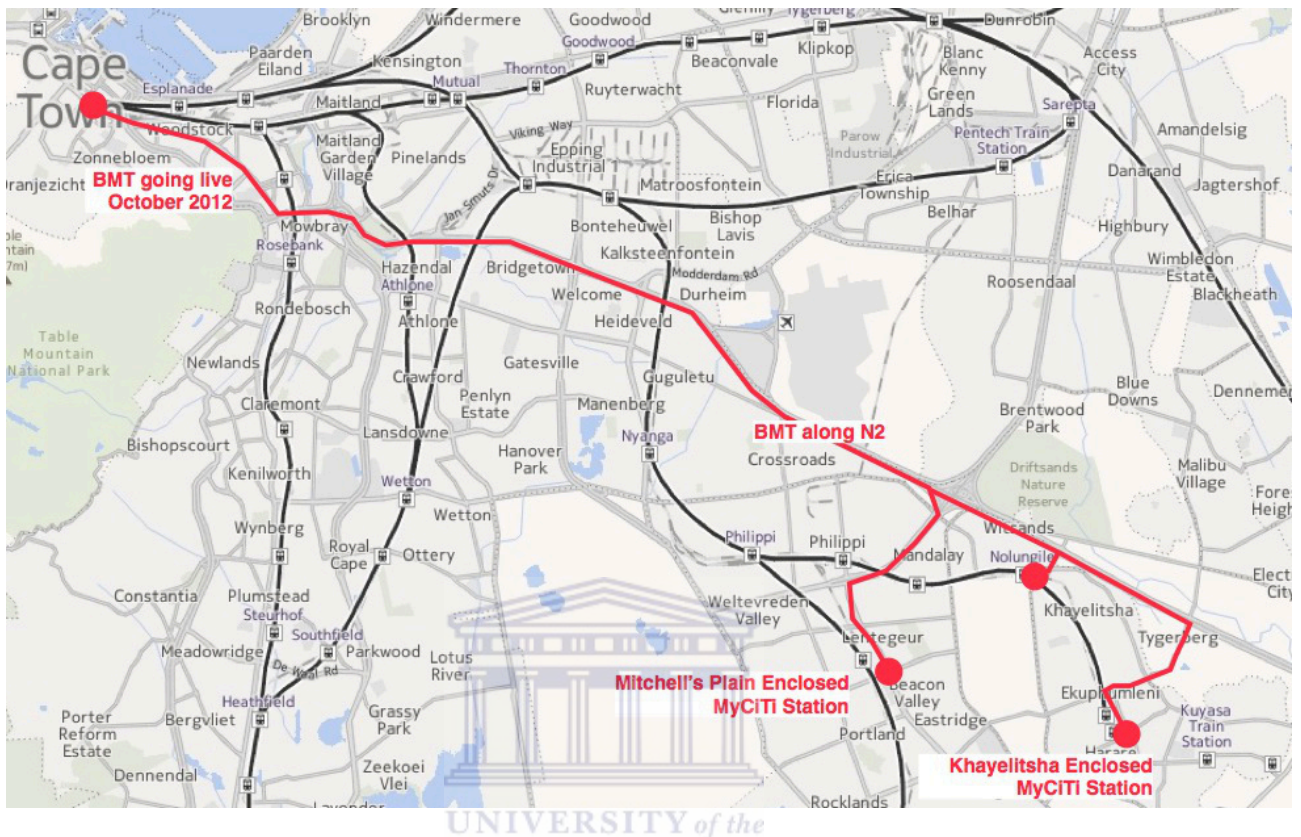 Brooklyn
Windermere
Goodwood
Tygerberg
Dunrobin
Paarden
Eiland
Kensington
Goodwood
Klipkop
Blanc
Kenny
Access
City
Cape
Town
Esplanade
Maitland
Mutual
Thornton
Beaconvale
Ruyterwacht
Florida
Green
Lands
Sarepta
Woodstock
Zonnebloem
Oranjezicht
Maitland
Garden
Village
Pinelands
Viking Way
Epping
Industrial
Parow
Industrial
Pentech Train
Station
Amandelsig
BMT going live
October 2012
Jan Smuts Dr
Matroosfontein
Erica
Township
Danarand
Jagtershof
Mowbray
Rosebank
Bonteheuwel
Bishop
Lavis
Belhar
Highbury
Hazendal
Athlone
Bridgetown
Kalksteenfontein
Modderdam Rd
Wimbledon
Estate
Rondebosch
Athlone
Welcome
Durheim
Roosendaal
Blackheath
Table
Mountain
National Park
Newlands
Heideveld
Gatesville
Crawford
Guguletu
Claremont
Penlyn
Estate
Manenberg
Blue
Downs
Bishopscourt
Lansdowne
Nyanga
BMT along N2
Brentwood
Park
Hanover
Park
Crossroads
Kenilworth
Wetton
Driftsands
Nature
Reserve
Malibu
Village
Wynberg
Wetton
Witsands
Royal
Cape
Ottery
Philippi
Philippi
Mandalay
Nolungile
Constantia
Plumstead
Steurhof
Weltevreden
Valley
Khayelitsha
Meadowridge
Southfield
Parkwood
Lotus
River
Lentegeur
Tygerberg
De Waal Rd
Mitchell's Plain Enclosed
MyCiTi Station
Beacon
Valley
Eastridge
Ekuphumleni
Heathfield
Porter
Reform
Estate
Bergvliet
Grassy
Park
Portland
Kuyasa
Train
Station
Harare
Dennendal
Zeekoei
Vlei
Khayelitsha Enclosed
MyCiTi Station
Rocklands
UNIVERSITY of the